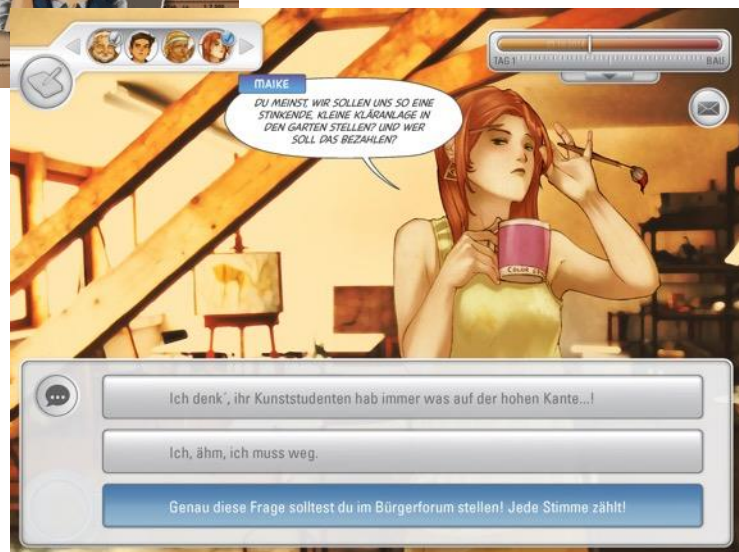 TAG 1
BAU
MAIKE
DU MEINST, WIR SOLLEN UNS SO EINE
STINKENDE, KLEINE KLÄRANLAGE IN
DEN GARTEN STELLEN? UND WER
SOLL DAS BEZAHLEN?
COLOR
Ich denk´, ihr Kunststudenten hab immer was auf der hohen Kante...!
Ich, ähm, ich muss weg.
Genau diese Frage solltest du im Bürgerforum stellen! Jede Stimme zählt!